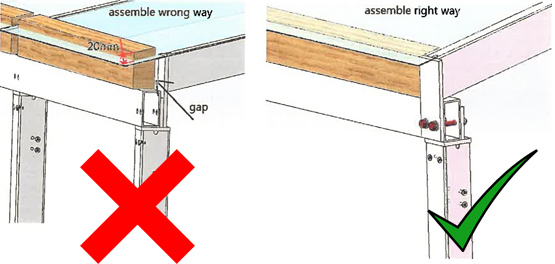 assemble wrong way
20mm
gap
assemble right way